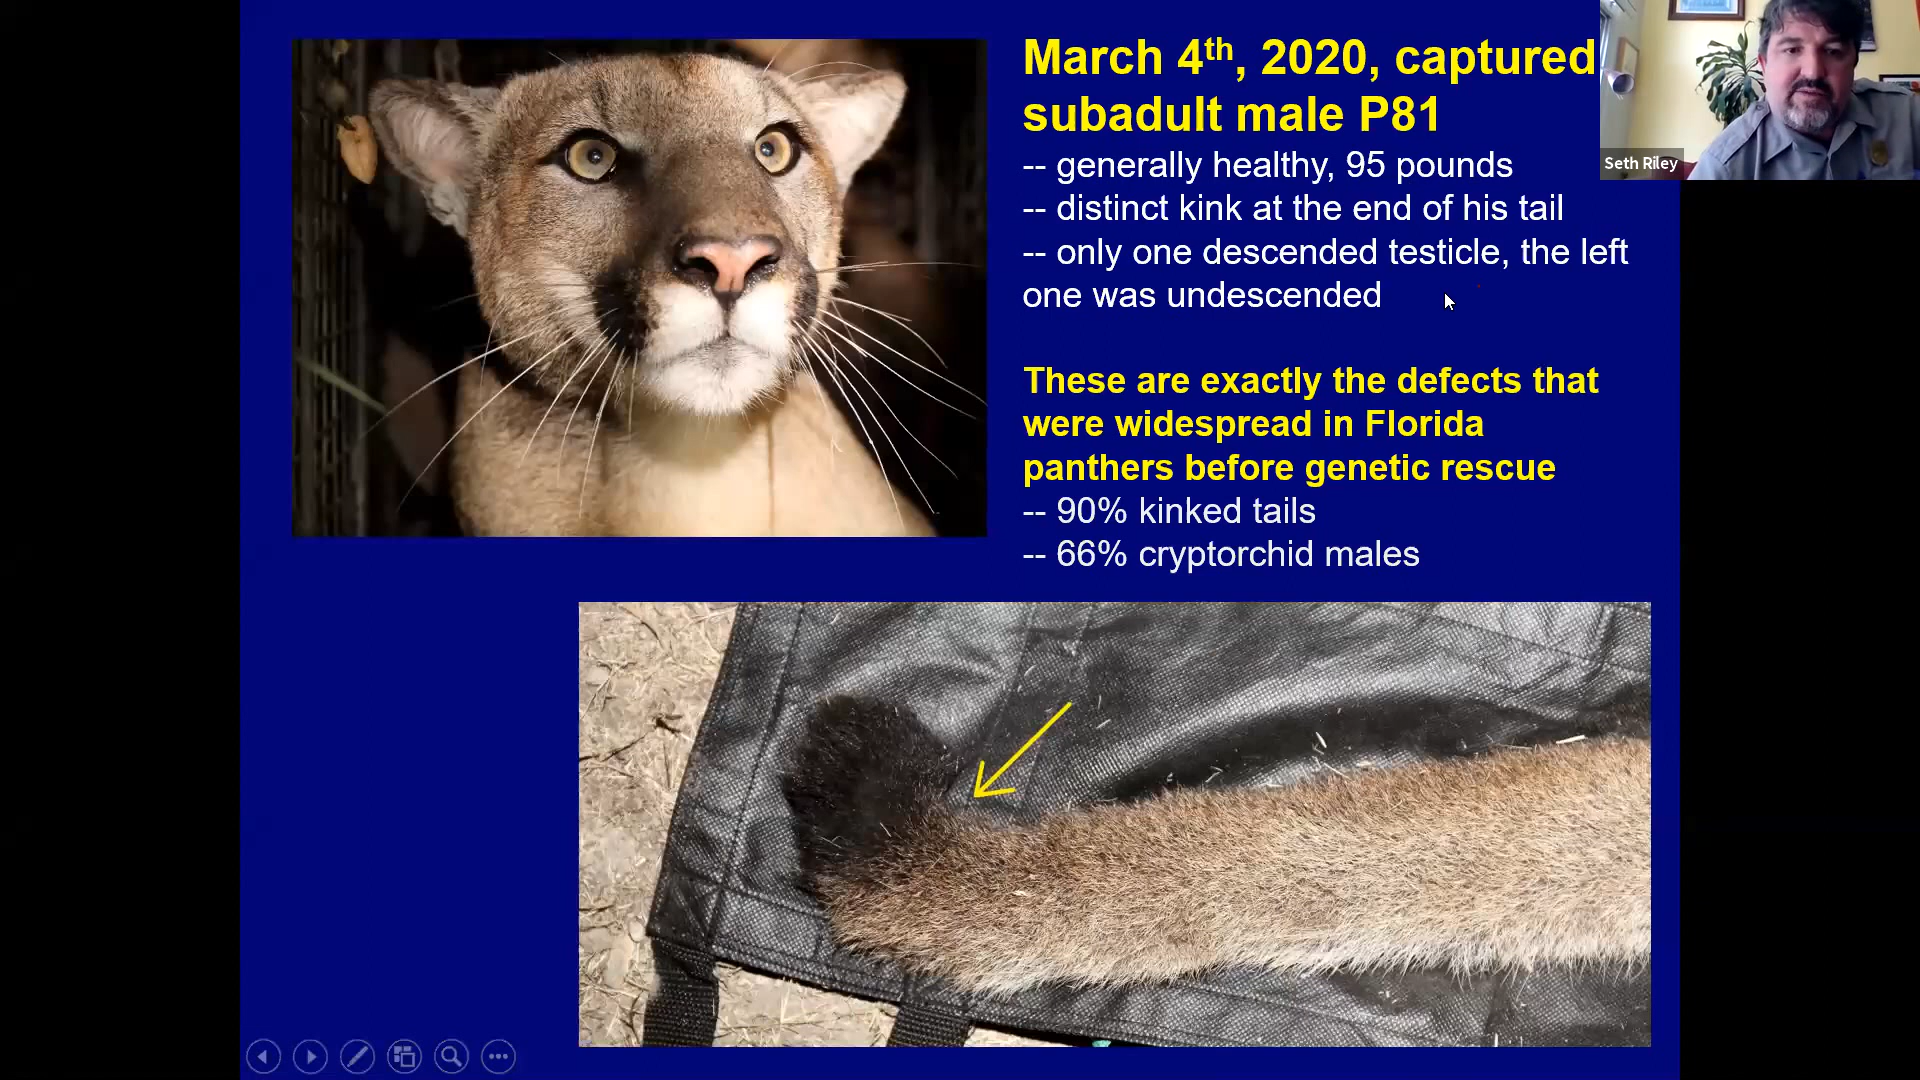 March 4th, 2020, captured
subadult male P81
-- generally healthy, 95 pounds
-- distinct kink at the end of his tail
-- only one descended testicle, the left
one was undescended
These are exactly the defects that
were widespread in Florida
panthers before genetic rescue
-- 90% kinked tails
-- 66% cryptorchid males
Seth Riley